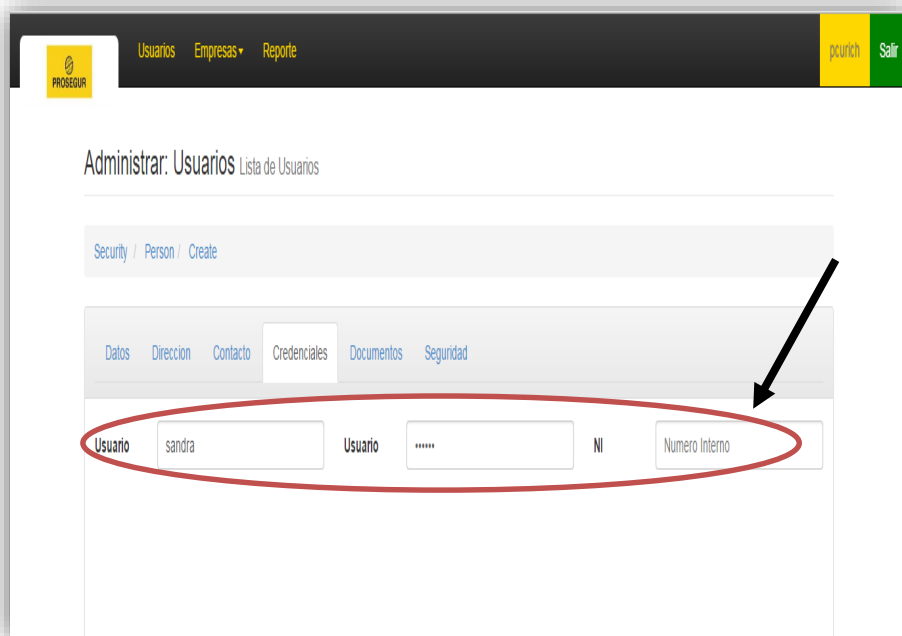 Usuarios Empresas Reporte pcurich Salir
PROSEGUR
Administrar: Usuarios Lista de Usuarios
Security / Person / Create
Datos Direccion Contacto Credenciales Documentos Seguridad
Usuario sandra Usuario •••••• NI Numero Interno